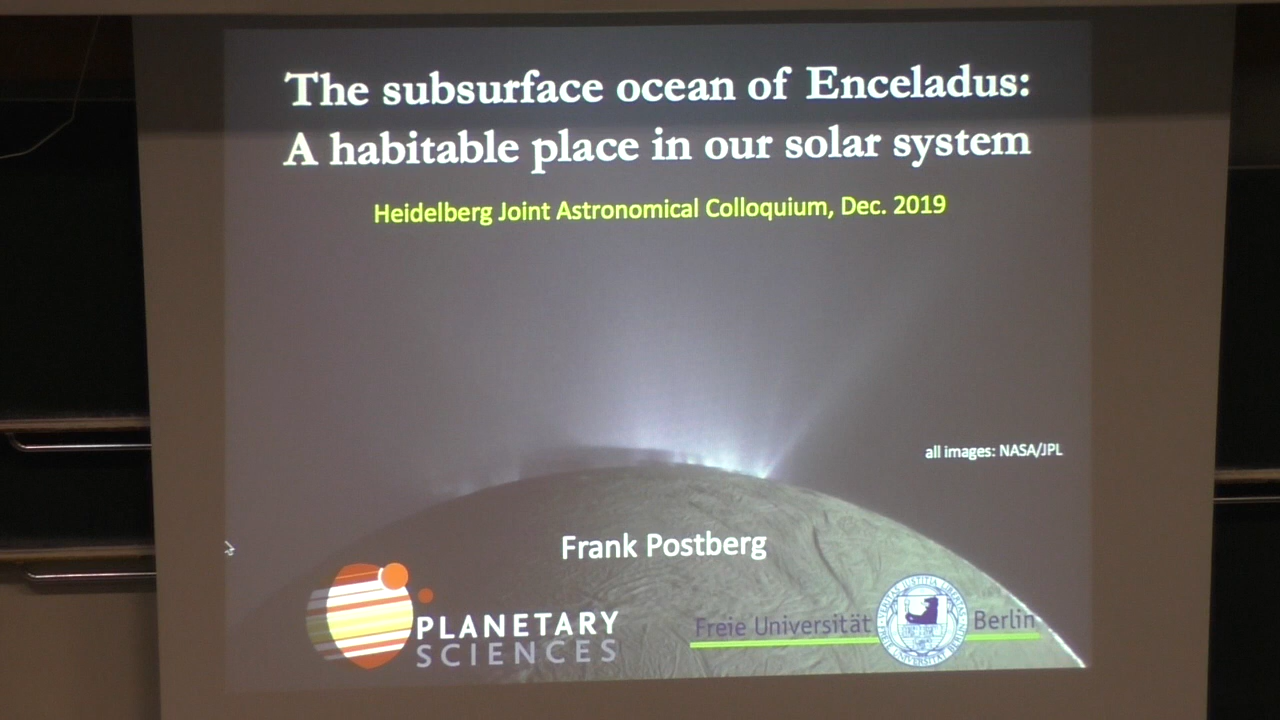 The subsurface ocean of Enceladus:
A habitable place in our solar system
Heidelberg Joint Astronomical Colloquium, Dec. 2019
all images: NASA/JPL
Frank Postberg
PLANETARY
SCIENCES
Freie Universität Berlin